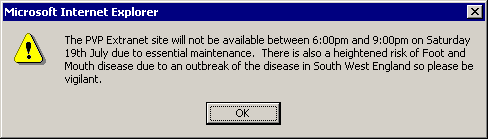 Microsoft Internet Explorer
The PVP Extranet site will not be available between 6:00pm and 9:00pm on Saturday
19th July due to essential maintenance.  There is also a heightened risk of Foot and
Mouth disease due to an outbreak of the disease in South West England so please be
vigilant.
OK